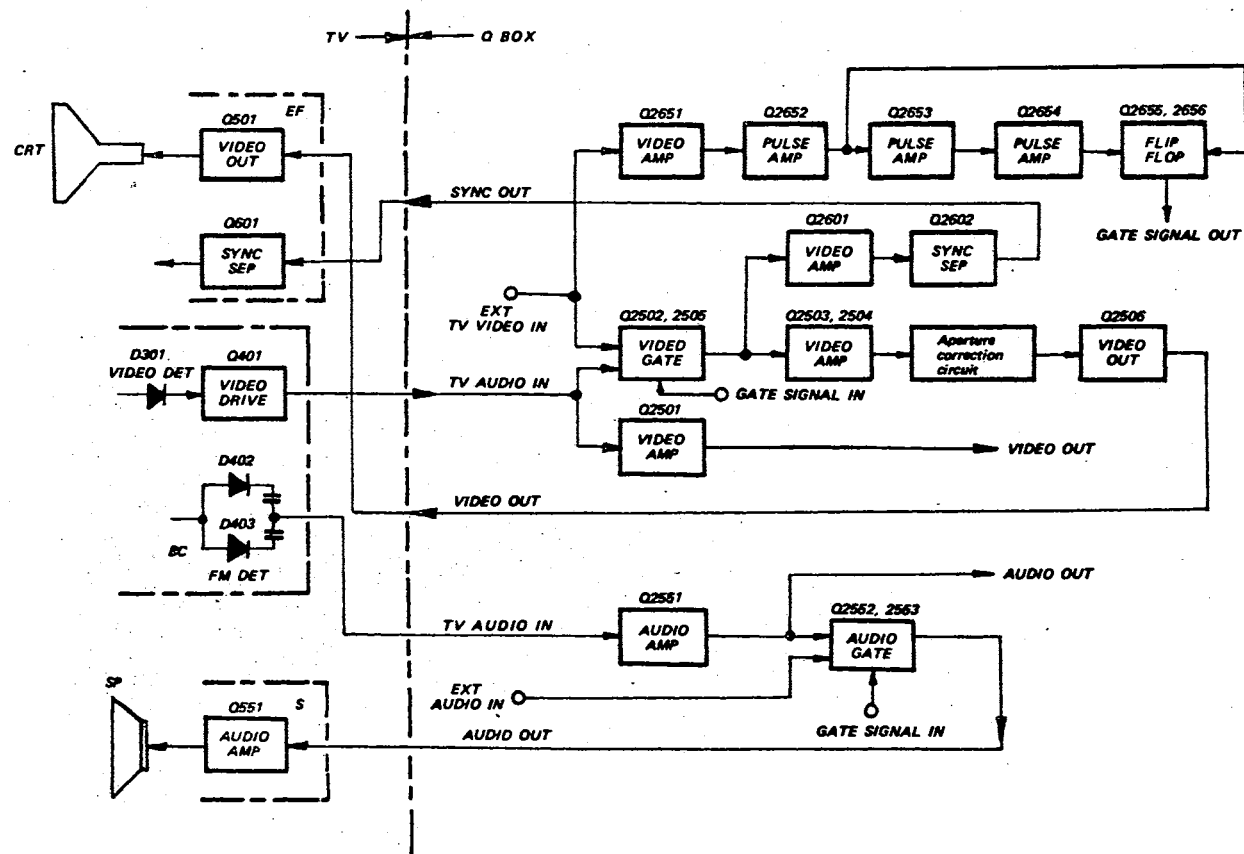 TV
Q BOX
CRT
Q501
EF
VIDEO
OUT
Q601
SYNC
SEP
SYNC OUT
Q2651
VIDEO
AMP
Q2652
PULSE
AMP
Q2653
PULSE
AMP
Q2654
PULSE
AMP
Q2655, 2656
FLIP
FLOP
GATE SIGNAL OUT
Q2601
VIDEO
AMP
Q2602
SYNC
SEP
EXT
TV VIDEO IN
Q2502, 2505
VIDEO
GATE
Q2503, 2504
VIDEO
AMP
Aperture
correction
circuit
Q2506
VIDEO
OUT
D301
VIDEO DET
Q401
VIDEO
DRIVE
TV AUDIO IN
GATE SIGNAL IN
Q2501
VIDEO
AMP
VIDEO OUT
D402
D403
BC
FM DET
VIDEO OUT
TV AUDIO IN
Q2551
AUDIO
AMP
AUDIO OUT
Q2552, 2553
AUDIO
GATE
EXT
AUDIO IN
GATE SIGNAL IN
SP
Q551
S
AUDIO
AMP
AUDIO OUT